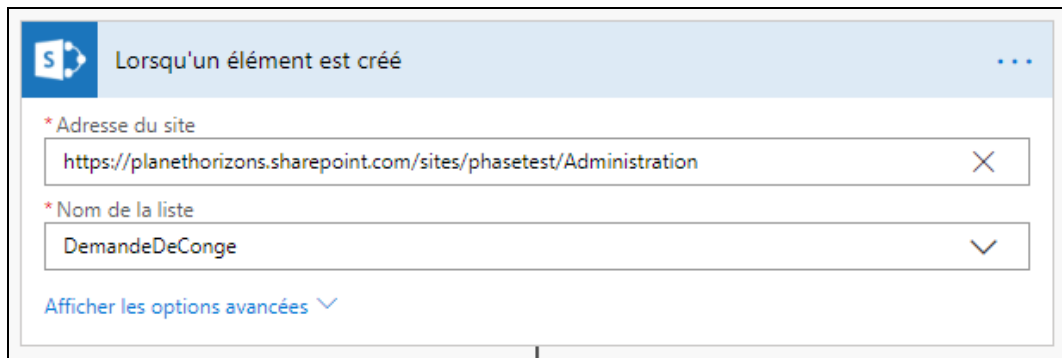 S
Lorsqu'un élément est créé
* Adresse du site
https://planethorizons.sharepoint.com/sites/phasetest/Administration
* Nom de la liste
DemandeDeConge
Afficher les options avancées